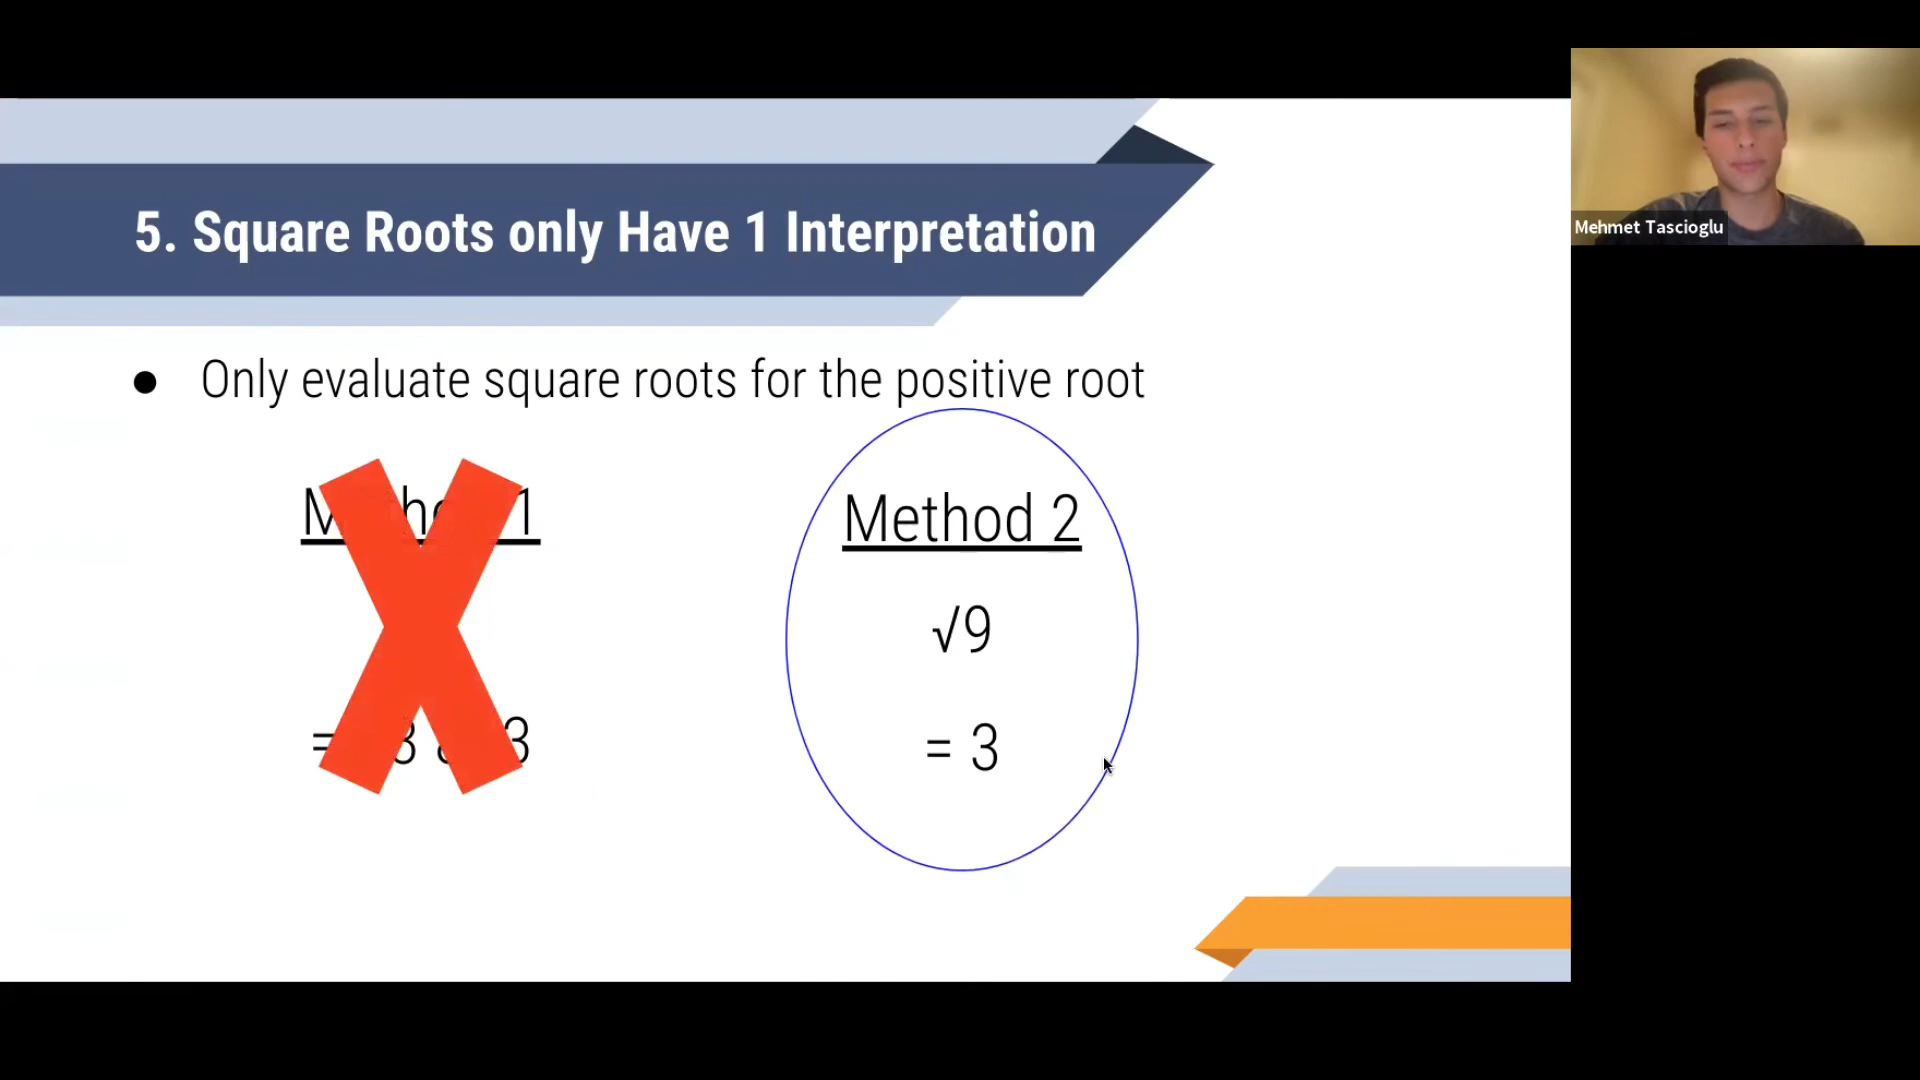 5. Square Roots only Have 1 Interpretation
Mehmet Tascioglu
● Only evaluate square roots for the positive root
Method 2
√9
= 3